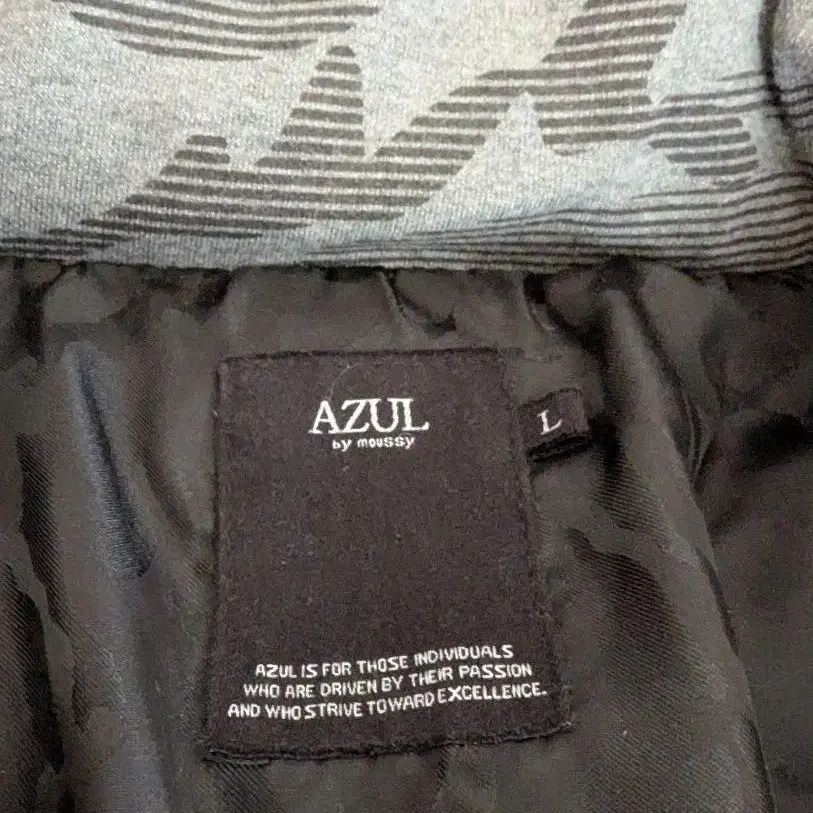 AZUL
by moussy
L
AZUL IS FOR THOSE INDIVIDUALS
WHO ARE DRIVEN BY THEIR PASSION
AND WHO STRIVE TOWARD EXCELLENCE.